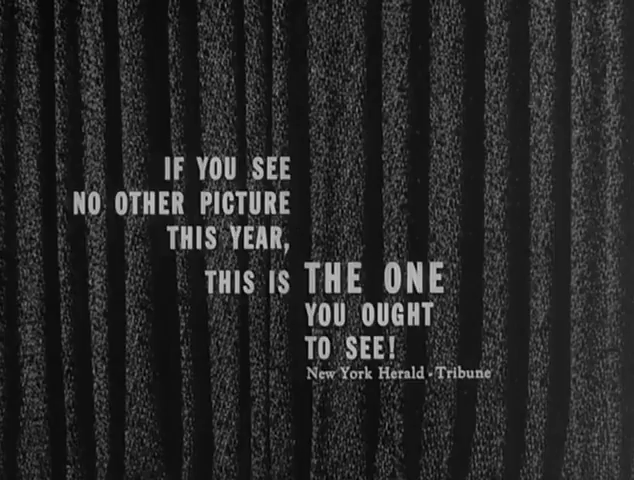 IF YOU SEE
NO OTHER PICTURE
THIS YEAR,
THIS IS THE ONE
YOU OUGHT
TO SEE!
New York Herald-Tribune